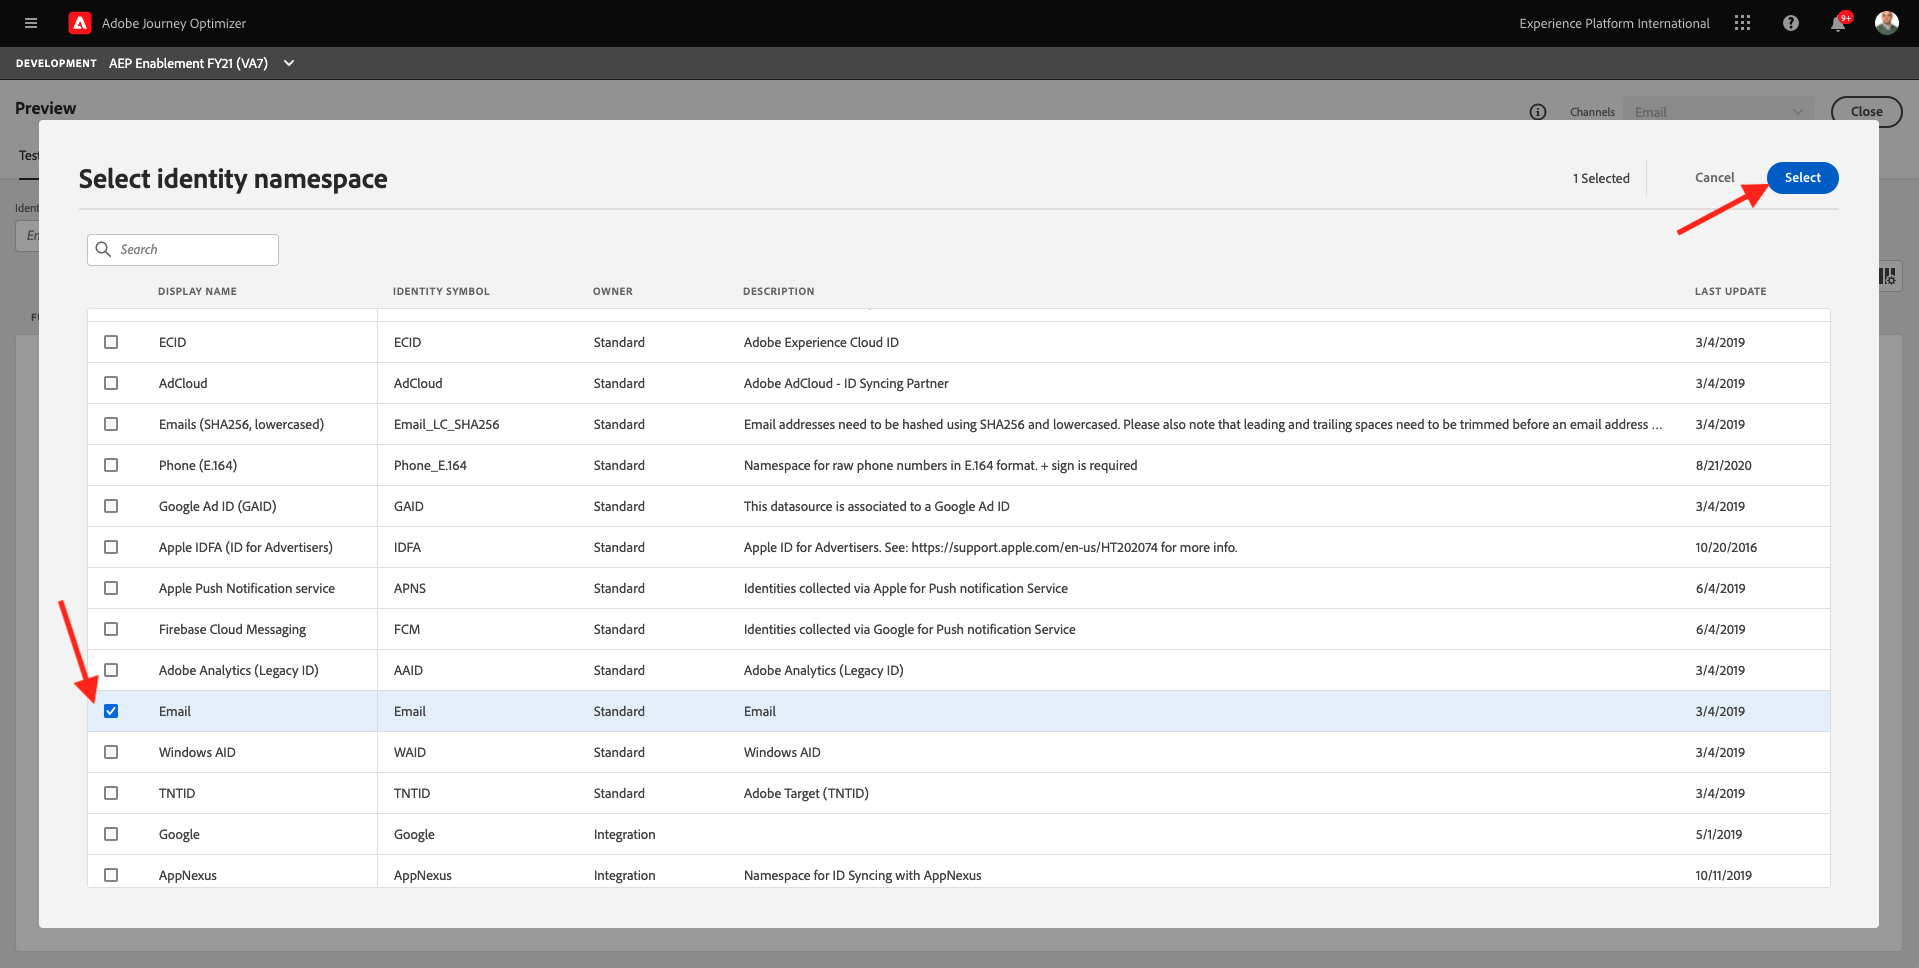 Adobe Journey Optimizer
Experience Platform International
9+
DEVELOPMENT AEP Enablement FY21 (VA7)
Preview
Channels Email Close
Test
Select identity namespace
1 Selected Cancel Select
Ident
En
Search
DISPLAY NAME IDENTITY SYMBOL OWNER DESCRIPTION LAST UPDATE
FU
ECID ECID Standard Adobe Experience Cloud ID 3/4/2019
AdCloud AdCloud Standard Adobe AdCloud - ID Syncing Partner 3/4/2019
Emails (SHA256, lowercased) Email_LC_SHA256 Standard Email addresses need to be hashed using SHA256 and lowercased. Please also note that leading and trailing spaces need to be trimmed before an email address ... 3/4/2019
Phone (E.164) Phone_E.164 Standard Namespace for raw phone numbers in E.164 format. + sign is required 8/21/2020
Google Ad ID (GAID) GAID Standard This datasource is associated to a Google Ad ID 3/4/2019
Apple IDFA (ID for Advertisers) IDFA Standard Apple ID for Advertisers. See: https://support.apple.com/en-us/HT202074 for more info. 10/20/2016
Apple Push Notification service APNS Standard Identities collected via Apple for Push notification Service 6/4/2019
Firebase Cloud Messaging FCM Standard Identities collected via Google for Push notification Service 6/4/2019
Adobe Analytics (Legacy ID) AAID Standard Adobe Analytics (Legacy ID) 3/4/2019
Email Email Standard Email 3/4/2019
Windows AID WAID Standard Windows AID 3/4/2019
TNTID TNTID Standard Adobe Target (TNTID) 3/4/2019
Google Google Integration 5/1/2019
AppNexus AppNexus Integration Namespace for ID Syncing with AppNexus 10/11/2019